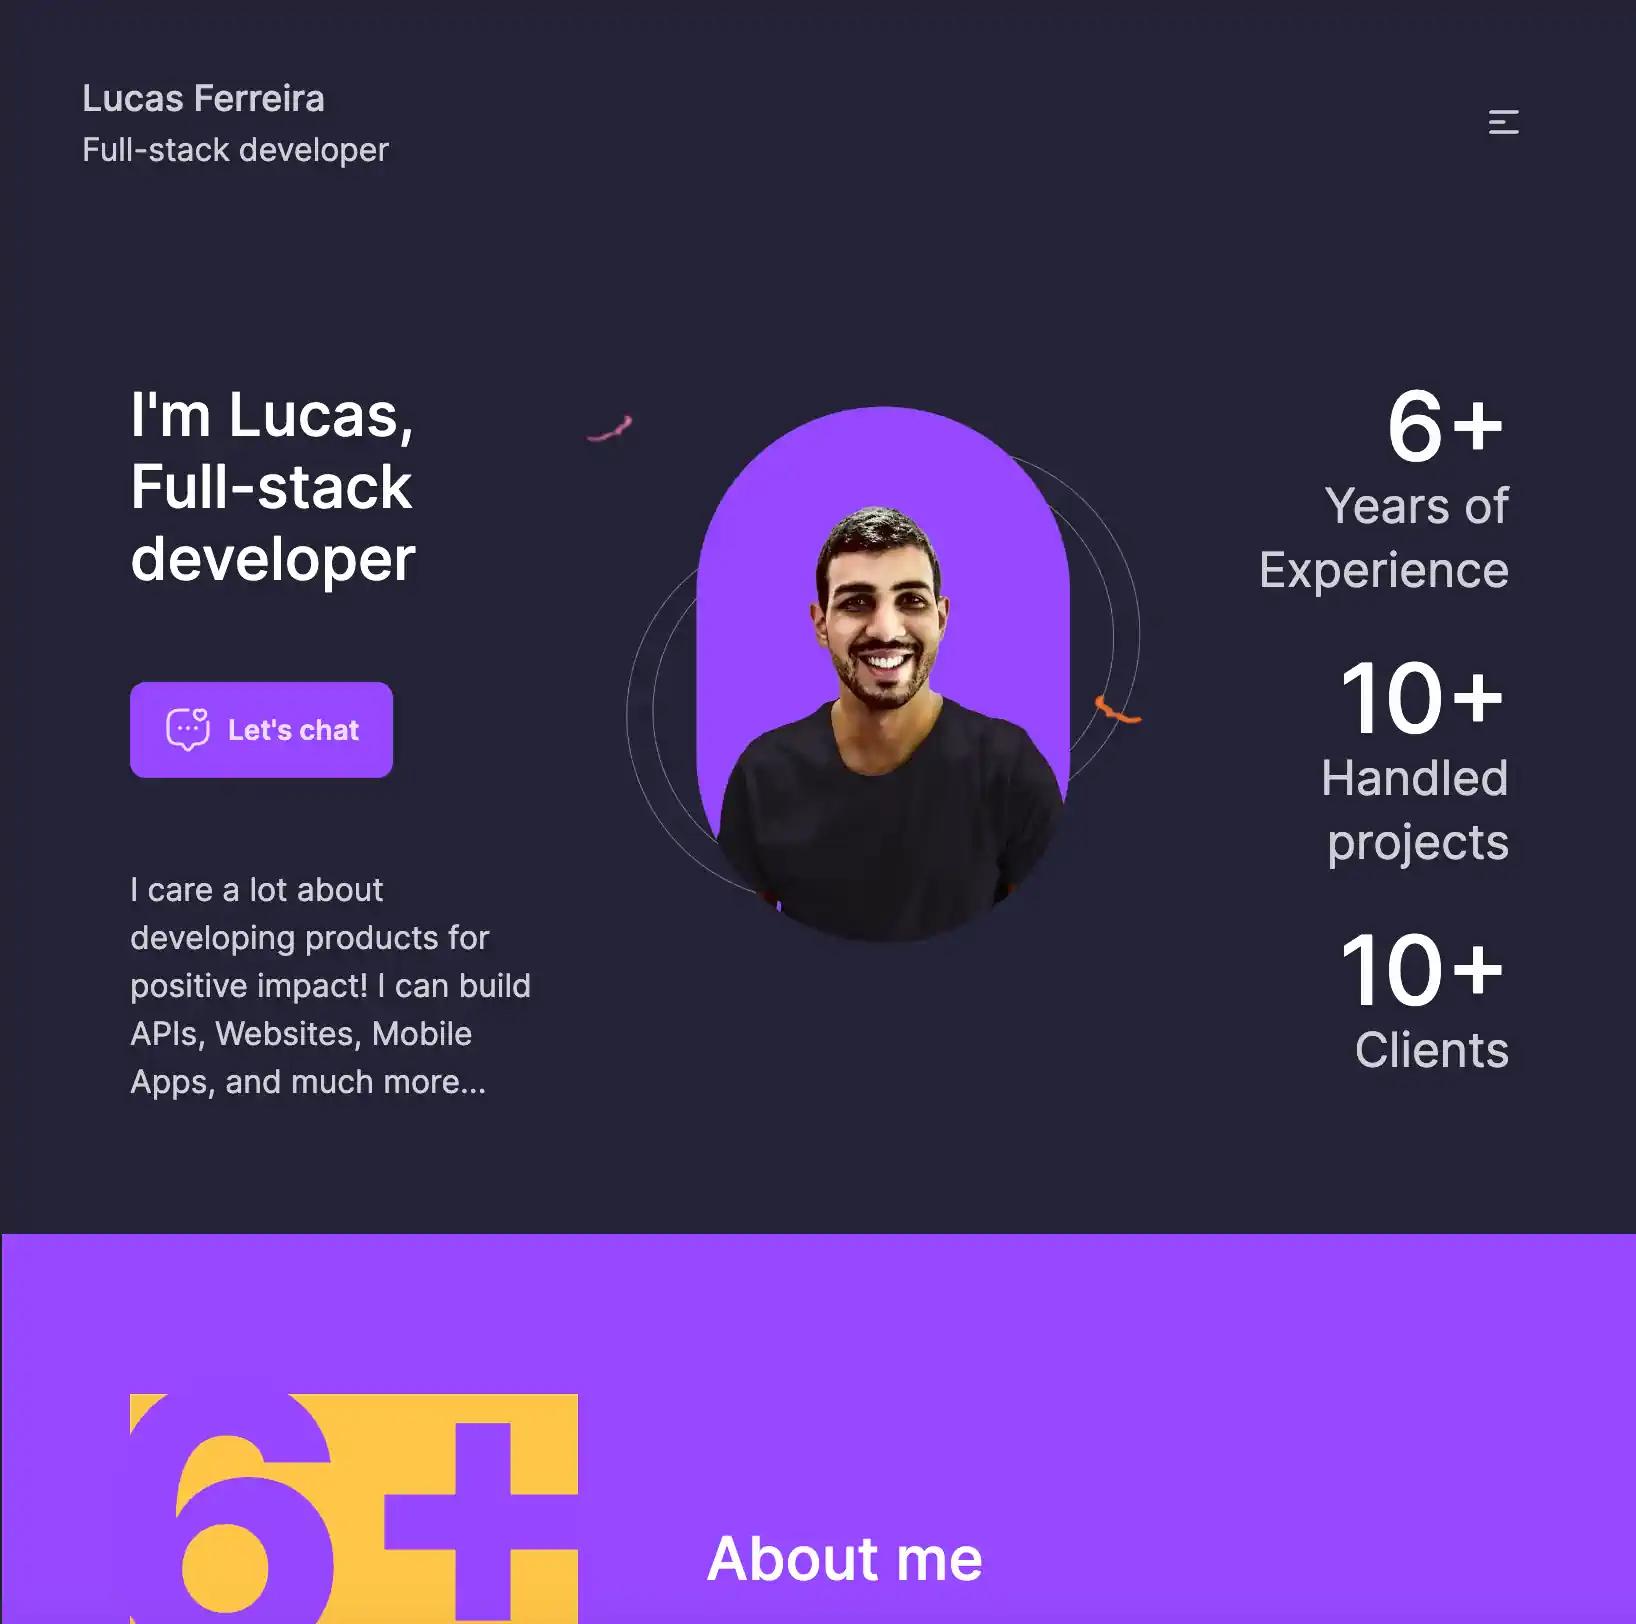 Lucas Ferreira
Full-stack developer
I'm Lucas,
Full-stack
developer
Let's chat
I care a lot about
developing products for
positive impact! I can build
APIs, Websites, Mobile
Apps, and much more...
6+
Years of
Experience
10+
Handled
projects
10+
Clients
6+
About me